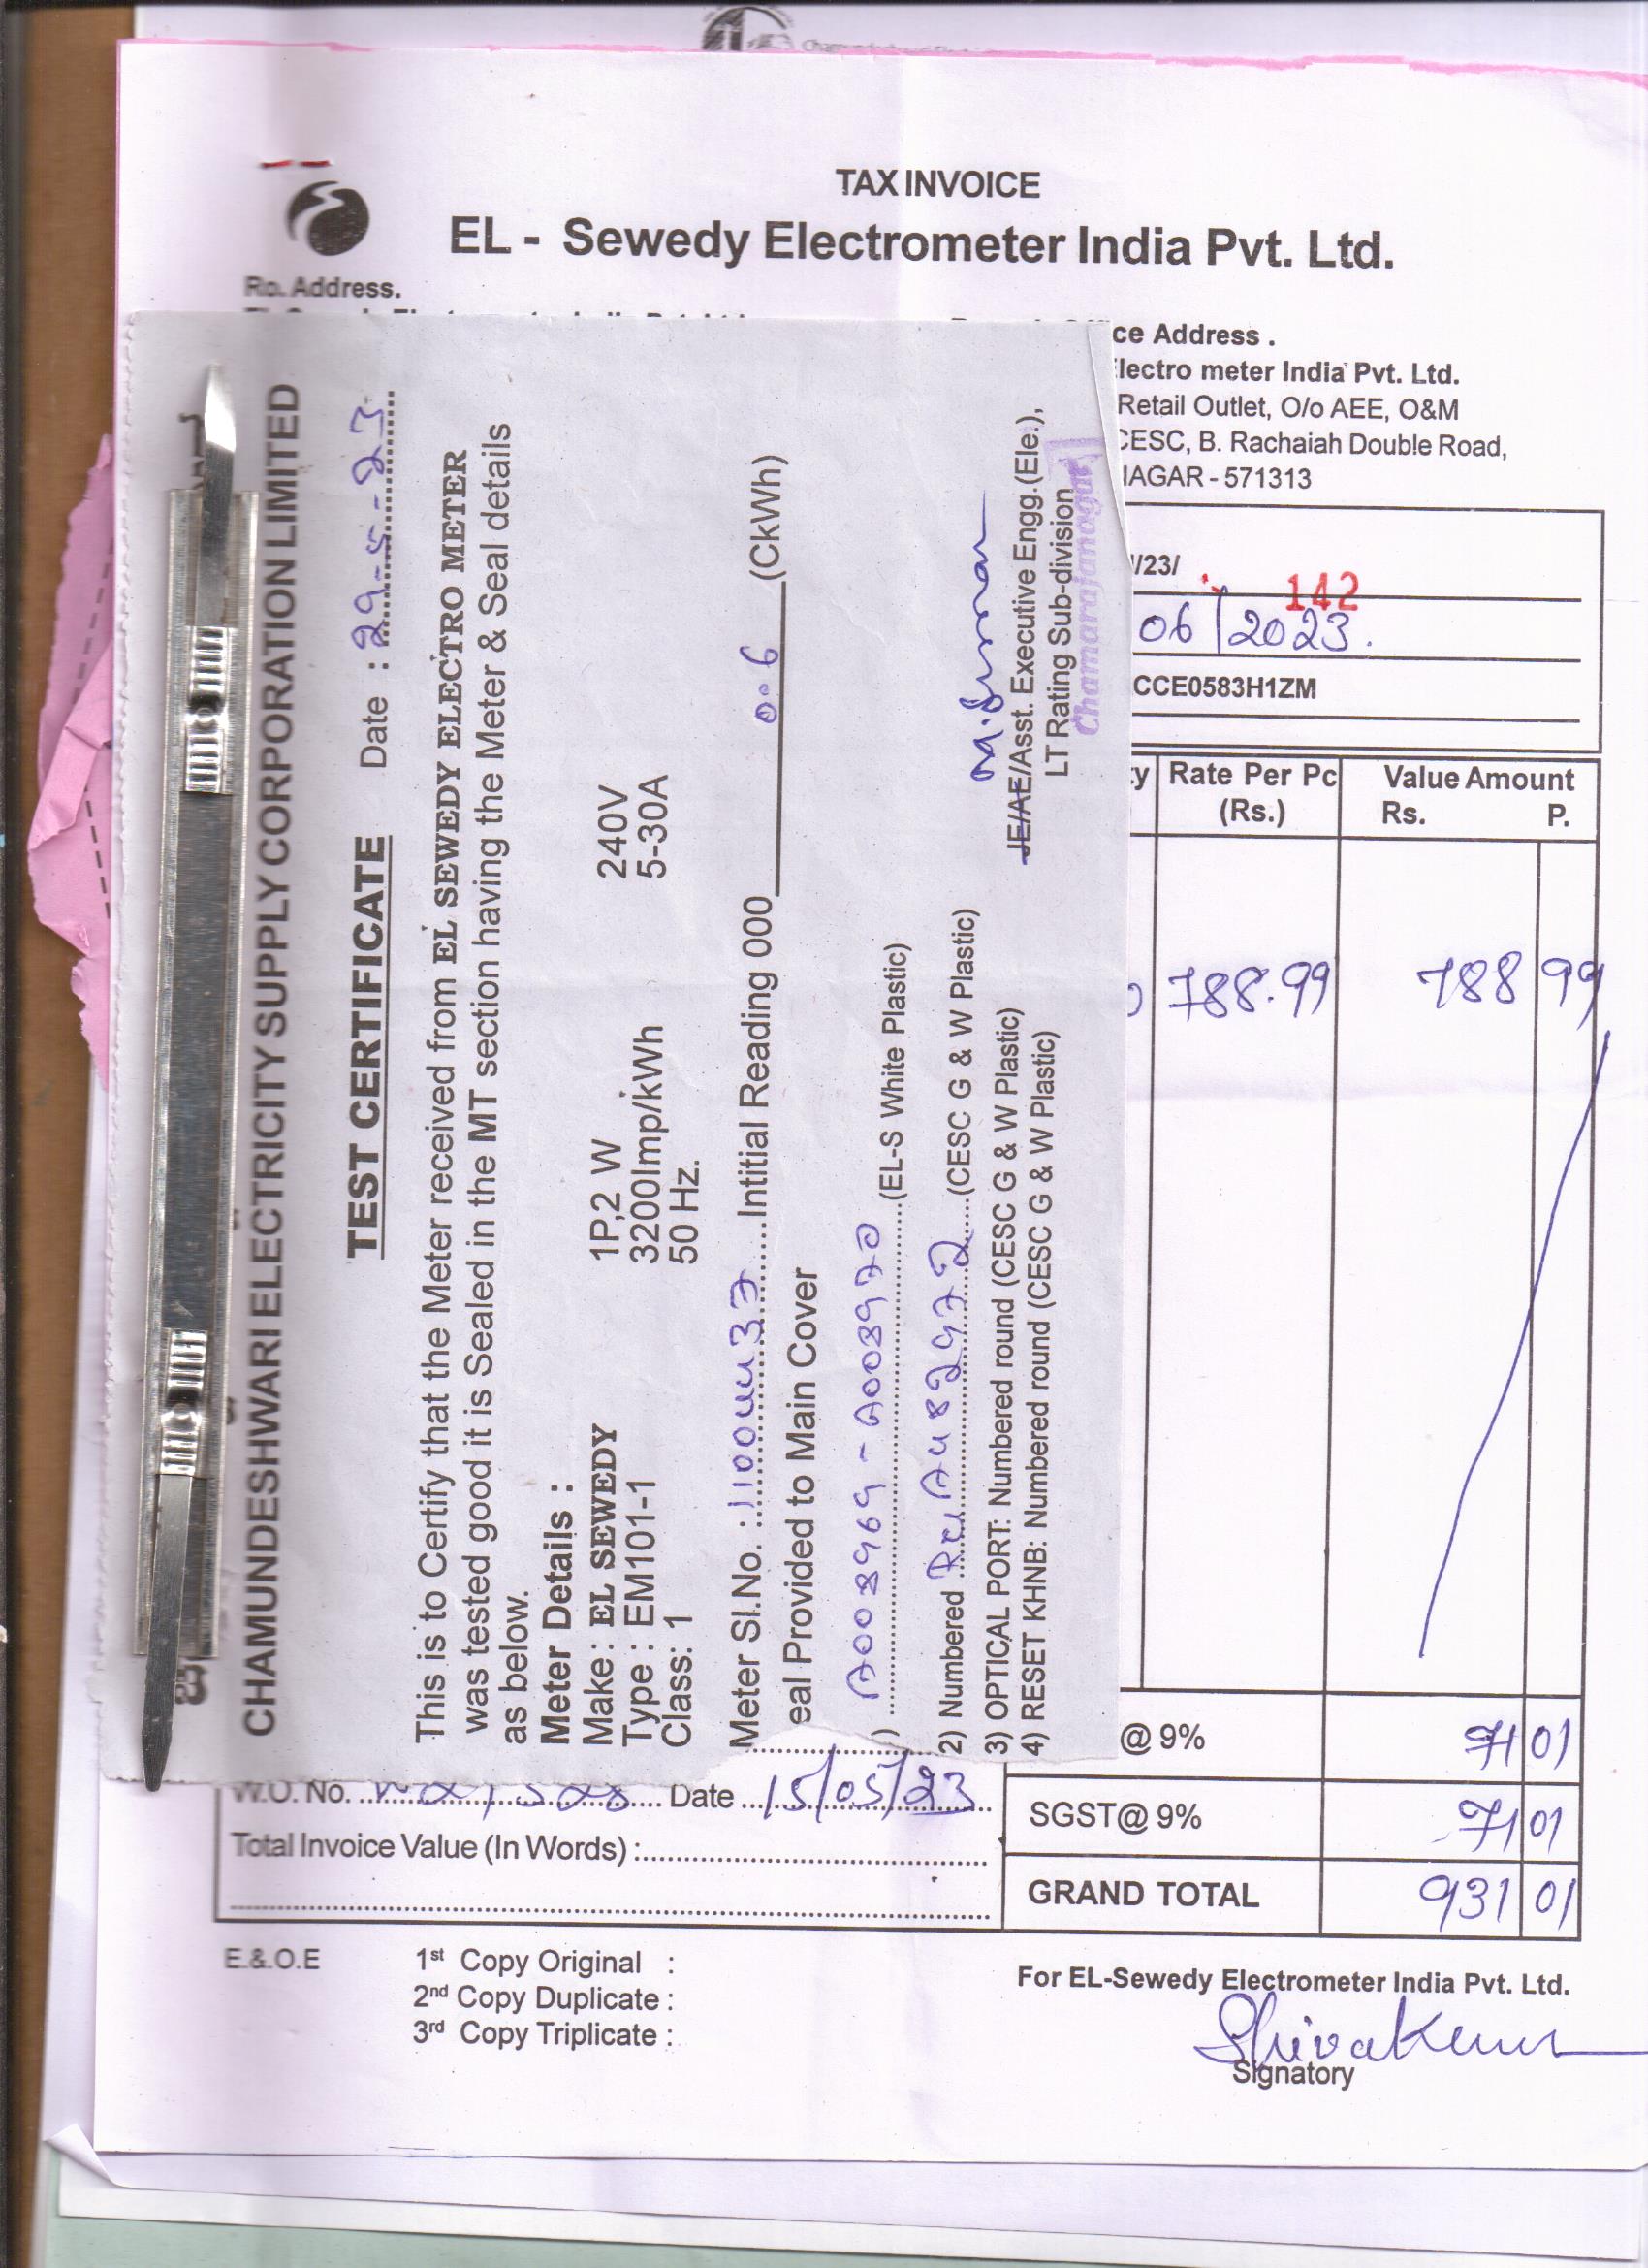 TAX INVOICE
EL - Sewedy Electrometer India Pvt. Ltd.
Ro. Address.
ce Address .
lectro meter India Pvt. Ltd.
Retail Outlet, O/o AEE, O&M
CESC, B. Rachaiah Double Road,
NAGAR - 571313
/23/ 142
06/2023.
CCE0583H1ZM
y Rate Per Pc (Rs.) Value Amount Rs. P.
788.99 788 99
@ 9% 71 01
W.O. No. Date 15/05/23
SGST@ 9% 71 01
Total Invoice Value (In Words) :
GRAND TOTAL 931 01
E.&.O.E
1st Copy Original :
2nd Copy Duplicate :
3rd Copy Triplicate :
For EL-Sewedy Electrometer India Pvt. Ltd.
Shivakumar
Signatory
CHAMUNDESHWARI ELECTRICITY SUPPLY CORPORATION LIMITED
TEST CERTIFICATE Date : 29-5-23
This is to Certify that the Meter received from EL SEWEDY ELECTRO METER
was tested good it is Sealed in the MT section having the Meter & Seal details
as below.
Meter Details :
Make : EL SEWEDY 1P,2 W 240V
Type : EM101-1 3200Imp/kWh 5-30A
Class: 1 50 Hz.
Meter Sl.No. : 11004437 Intitial Reading 000 0.6 (CkWh)
eal Provided to Main Cover
) A008969 - A008970 (EL-S White Plastic)
2) Numbered (CESC G & W Plastic)
3) OPTICAL PORT: Numbered round (CESC G & W Plastic)
4) RESET KHNB: Numbered round (CESC G & W Plastic)
JE/AE/Asst. Executive Engg.(Ele.),
LT Rating Sub-division
Chamarajanagar